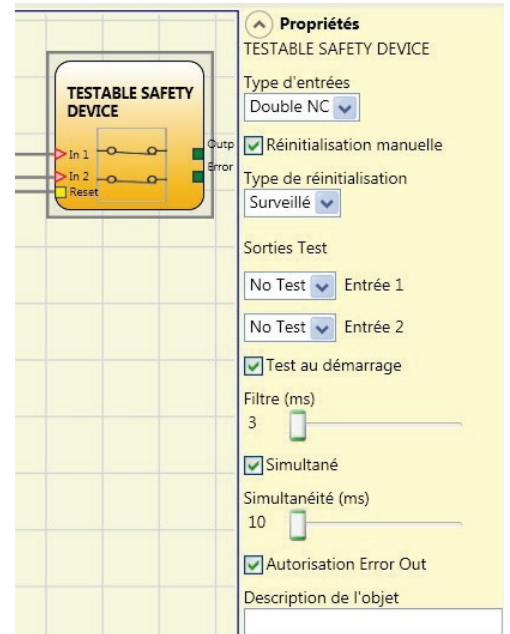 TESTABLE SAFETY
DEVICE
In 1
In 2
Reset
Outp
Error
Propriétés
TESTABLE SAFETY DEVICE
Type d'entrées
Double NC
Réinitialisation manuelle
Type de réinitialisation
Surveillé
Sorties Test
No Test Entrée 1
No Test Entrée 2
Test au démarrage
Filtre (ms)
3
Simultané
Simultanéité (ms)
10
Autorisation Error Out
Description de l'objet